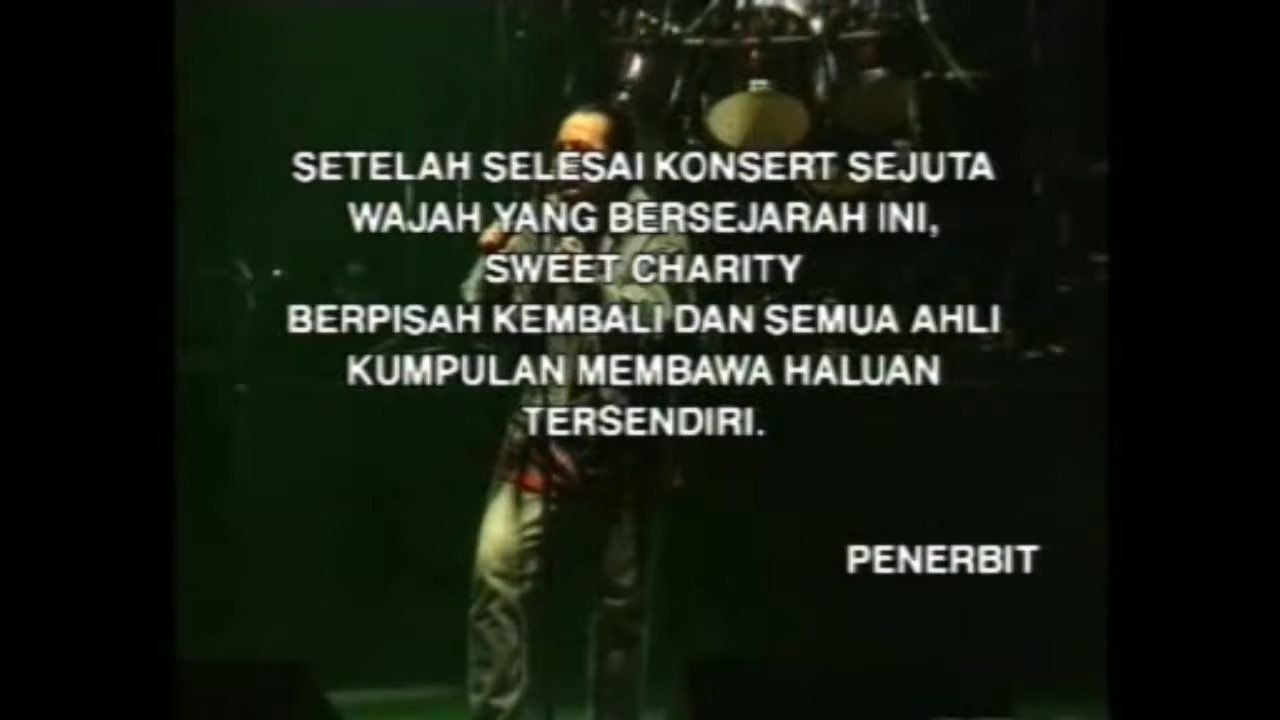 SETELAH SELESAI KONSERT SEJUTA
WAJAH YANG BERSEJARAH INI,
SWEET CHARITY
BERPISAH KEMBALI DAN SEMUA AHLI
KUMPULAN MEMBAWA HALUAN
TERSENDIRI.
PENERBIT